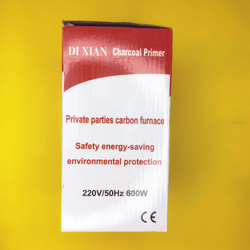 DI XIAN Charcoal Primer
Private parties carbon furnace
Safety energy-saving
environmental protection
220V/50Hz 600W
CE